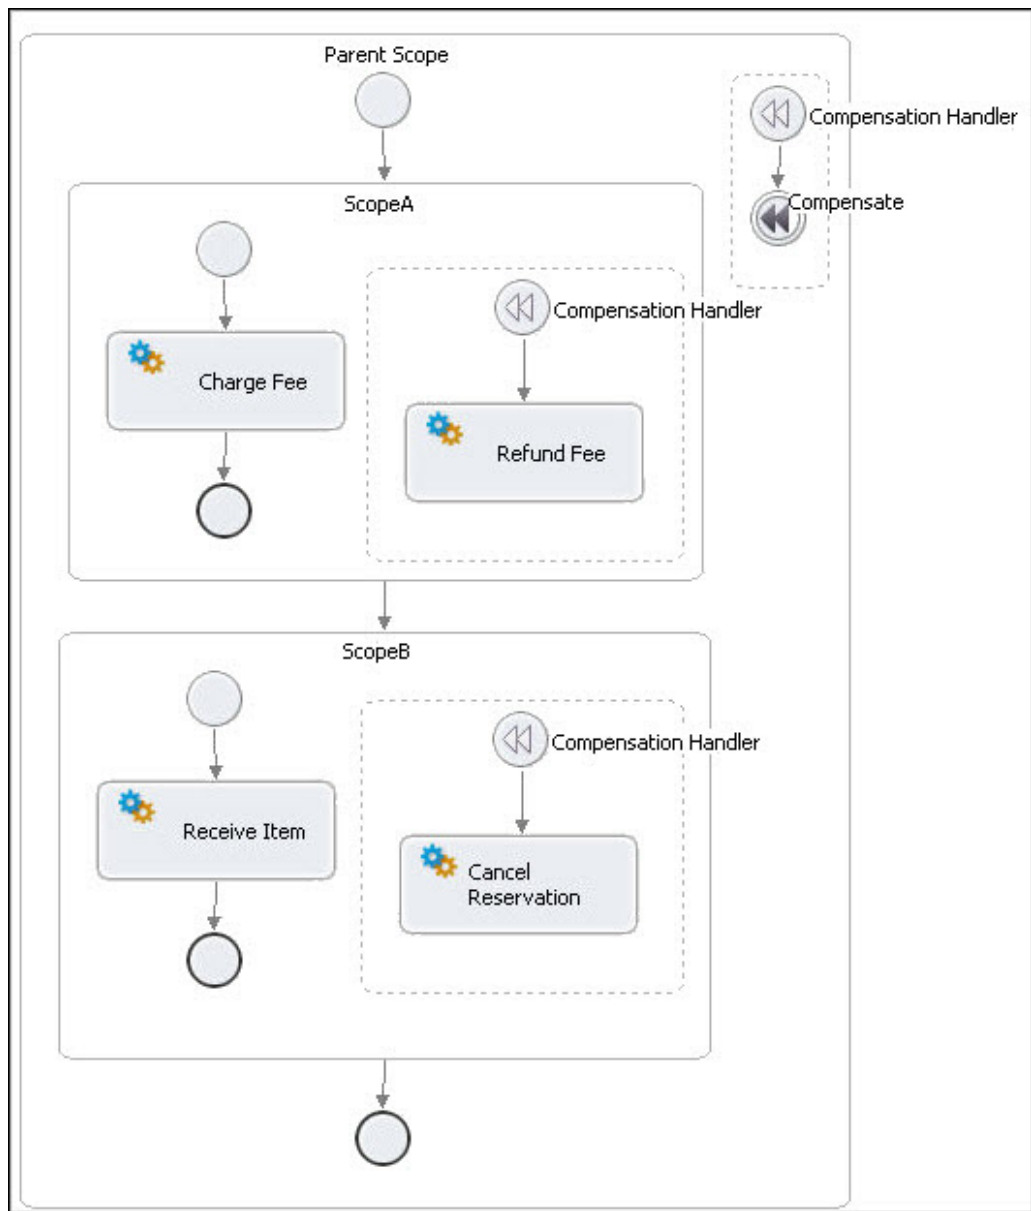 Parent Scope
Compensation Handler
Compensate
ScopeA
Compensation Handler
Charge Fee
Refund Fee
ScopeB
Compensation Handler
Receive Item
Cancel
Reservation